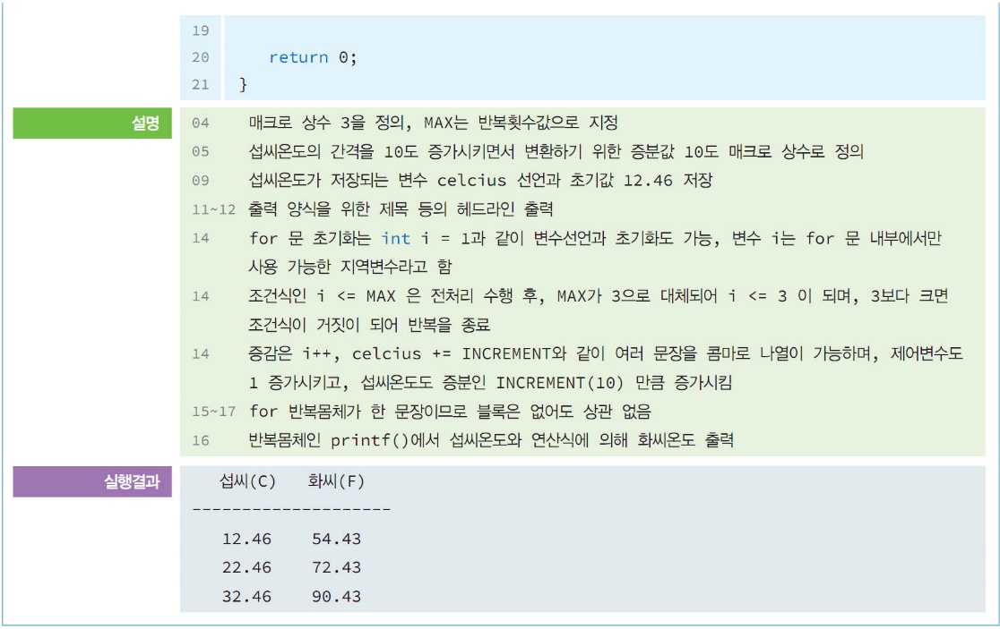 19
20 return 0;
21 }
설명
04 매크로 상수 3을 정의, MAX는 반복횟수값으로 지정
05 섭씨온도의 간격을 10도 증가시키면서 변환하기 위한 증분값 10도 매크로 상수로 정의
09 섭씨온도가 저장되는 변수 celcius 선언과 초기값 12.46 저장
11~12 출력 양식을 위한 제목 등의 헤드라인 출력
14 for 문 초기화는 int i = 1과 같이 변수선언과 초기화도 가능, 변수 i는 for 문 내부에서만
사용 가능한 지역변수라고 함
14 조건식인 i <= MAX 은 전처리 수행 후, MAX가 3으로 대체되어 i <= 3 이 되며, 3보다 크면
조건식이 거짓이 되어 반복을 종료
14 증감은 i++, celcius += INCREMENT와 같이 여러 문장을 콤마로 나열이 가능하며, 제어변수도
1 증가시키고, 섭씨온도도 증분인 INCREMENT(10) 만큼 증가시킴
15~17 for 반복몸체가 한 문장이므로 블록은 없어도 상관 없음
16 반복몸체인 printf()에서 섭씨온도와 연산식에 의해 화씨온도 출력
실행결과
섭씨(C) 화씨(F)
--------------------
12.46 54.43
22.46 72.43
32.46 90.43